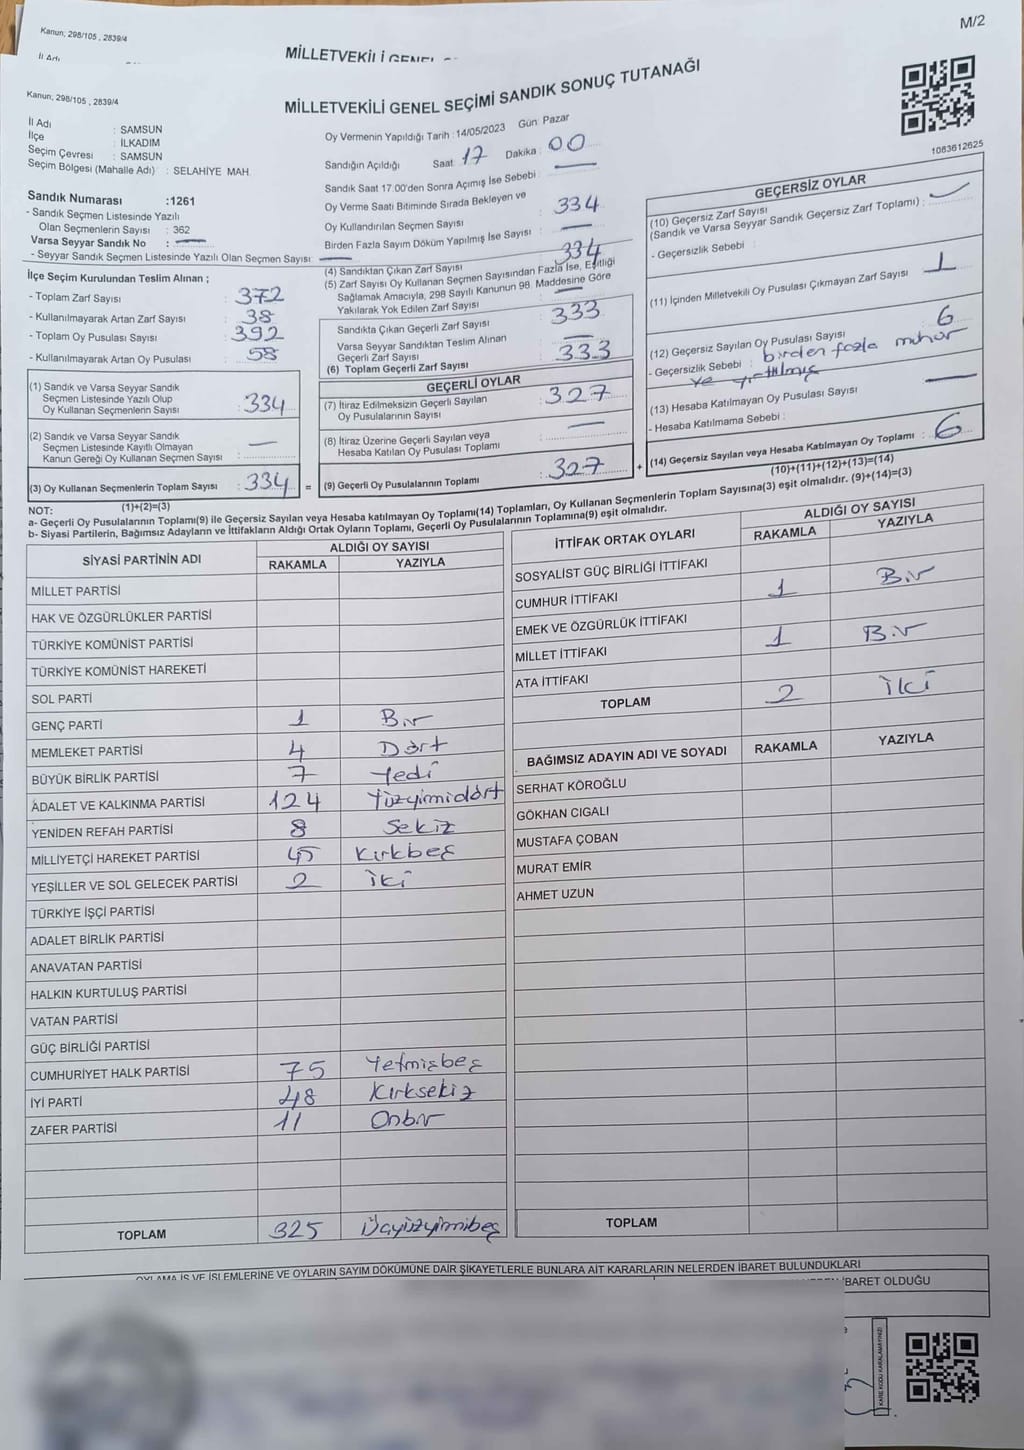 Kanun; 298/105 , 2839/4
M/2
İl Adı
MİLLETVEKİLİ GENEL
Kanun; 298/105 , 2839/4
MİLLETVEKİLİ GENEL SEÇİMİ SANDIK SONUÇ TUTANAĞI
1083612625
İl Adı : SAMSUN
İlçe : İLKADIM
Seçim Çevresi : SAMSUN
Seçim Bölgesi (Mahalle Adı) : SELAHİYE MAH.
Sandık Numarası :1261
- Sandık Seçmen Listesinde Yazılı
Olan Seçmenlerin Sayısı : 362
Varsa Seyyar Sandık No : —
- Seyyar Sandık Seçmen Listesinde Yazılı Olan Seçmen Sayısı : —
Oy Vermenin Yapıldığı Tarih :14/05/2023 Gün: Pazar
Sandığın Açıldığı Saat: 17 Dakika : 00
Sandık Saat 17.00'den Sonra Açımış İse Sebebi : —
Oy Verme Saati Bitiminde Sırada Bekleyen ve
Oy Kullandırılan Seçmen Sayısı : 334
Birden Fazla Sayım Döküm Yapılmış İse Sayısı : —
İlçe Seçim Kurulundan Teslim Alınan ;
- Toplam Zarf Sayısı : 372
- Kullanılmayarak Artan Zarf Sayısı : 38
- Toplam Oy Pusulası Sayısı : 392
- Kullanılmayarak Artan Oy Pusulası : 58
(1) Sandık ve Varsa Seyyar Sandık
Seçmen Listesinde Yazılı Olup
Oy Kullanan Seçmenlerin Sayısı : 334
(2) Sandık ve Varsa Seyyar Sandık
Seçmen Listesinde Kayıtlı Olmayan
Kanun Gereği Oy Kullanan Seçmen Sayısı : —
(3) Oy Kullanan Seçmenlerin Toplam Sayısı : 334 =
(1)+(2)=(3)
(4) Sandıktan Çıkan Zarf Sayısı 334
(5) Zarf Sayısı Oy Kullanan Seçmen Sayısından Fazla İse, Eşitliği
Sağlamak Amacıyla, 298 Sayılı Kanunun 98. Maddesine Göre
Yakılarak Yok Edilen Zarf Sayısı : —
Sandıkta Çıkan Geçerli Zarf Sayısı : 333
Varsa Seyyar Sandıktan Teslim Alınan
Geçerli Zarf Sayısı : —
(6) Toplam Geçerli Zarf Sayısı : 333
GEÇERLİ OYLAR
(7) İtiraz Edilmeksizin Geçerli Sayılan
Oy Pusulalarının Sayısı : 327
(8) İtiraz Üzerine Geçerli Sayılan veya
Hesaba Katılan Oy Pusulası Toplamı : —
(9) Geçerli Oy Pusulalarının Toplamı : 327 +
GEÇERSİZ OYLAR
(10) Geçersiz Zarf Sayısı
(Sandık ve Varsa Seyyar Sandık Geçersiz Zarf Toplamı) : —
- Geçersizlik Sebebi :
(11) İçinden Milletvekili Oy Pusulası Çıkmayan Zarf Sayısı : 1
(12) Geçersiz Sayılan Oy Pusulası Sayısı : 6
- Geçersizlik Sebebi : birden fazla mühür
ve yırtılmış
(13) Hesaba Katılmayan Oy Pusulası Sayısı : —
- Hesaba Katılmama Sebebi :
(14) Geçersiz Sayılan veya Hesaba Katılmayan Oy Toplamı : 6
(10)+(11)+(12)+(13)=(14)
NOT:
a- Geçerli Oy Pusulalarının Toplamı(9) ile Geçersiz Sayılan veya Hesaba katılmayan Oy Toplamı(14) Toplamları, Oy Kullanan Seçmenlerin Toplam Sayısına(3) eşit olmalıdır. (9)+(14)=(3)
b- Siyasi Partilerin, Bağımsız Adayların ve İttifakların Aldığı Ortak Oyların Toplamı, Geçerli Oy Pusulalarının Toplamına(9) eşit olmalıdır.
SİYASİ PARTİNİN ADI
ALDIĞI OY SAYISI
RAKAMLA YAZIYLA
MİLLET PARTİSİ
HAK VE ÖZGÜRLÜKLER PARTİSİ
TÜRKİYE KOMÜNİST PARTİSİ
TÜRKİYE KOMÜNİST HAREKETİ
SOL PARTİ
GENÇ PARTİ 1 Bir
MEMLEKET PARTİSİ 4 Dört
BÜYÜK BİRLİK PARTİSİ 7 Yedi
ADALET VE KALKINMA PARTİSİ 124 Yüzyirmidört
YENİDEN REFAH PARTİSİ 8 Sekiz
MİLLİYETÇİ HAREKET PARTİSİ 45 Kırkbeş
YEŞİLLER VE SOL GELECEK PARTİSİ 2 İki
TÜRKİYE İŞÇİ PARTİSİ
ADALET BİRLİK PARTİSİ
ANAVATAN PARTİSİ
HALKIN KURTULUŞ PARTİSİ
VATAN PARTİSİ
GÜÇ BİRLİĞİ PARTİSİ
CUMHURİYET HALK PARTİSİ 75 Yetmişbeş
İYİ PARTİ 48 Kırksekiz
ZAFER PARTİSİ 11 Onbir
TOPLAM 325 Üçyüzyirmibeş
İTTİFAK ORTAK OYLARI
ALDIĞI OY SAYISI
RAKAMLA YAZIYLA
SOSYALİST GÜÇ BİRLİĞİ İTTİFAKI
CUMHUR İTTİFAKI 1 Bir
EMEK VE ÖZGÜRLÜK İTTİFAKI
MİLLET İTTİFAKI 1 Bir
ATA İTTİFAKI
TOPLAM 2 İki
BAĞIMSIZ ADAYIN ADI VE SOYADI RAKAMLA YAZIYLA
SERHAT KÖROĞLU
GÖKHAN CIGALI
MUSTAFA ÇOBAN
MURAT EMİR
AHMET UZUN
TOPLAM
OYLAMA İŞ VE İŞLEMLERİNE VE OYLARIN SAYIM DÖKÜMÜNE DAİR ŞİKAYETLERLE BUNLARA AİT KARARLARIN NELERDEN İBARET BULUNDUKLARI
İBARET OLDUĞU
KARE KODU KARALAMAYINIZ!